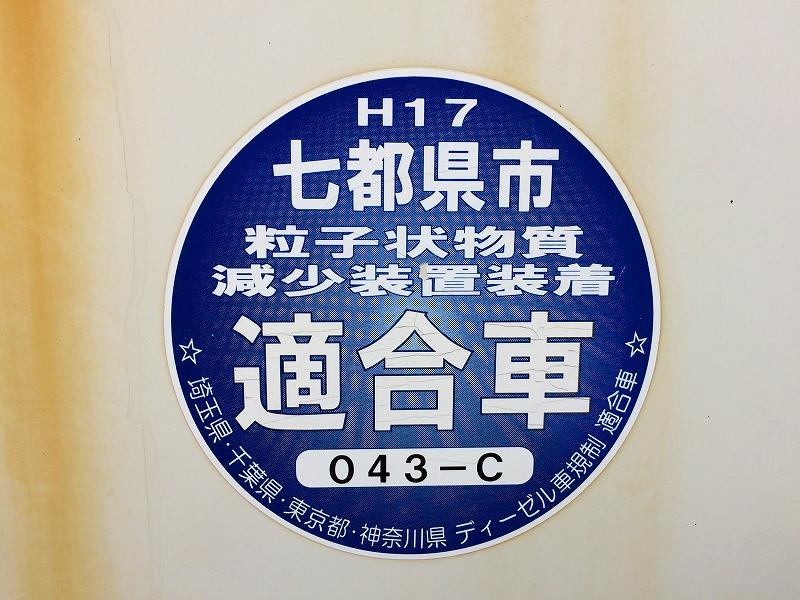 H17
七都県市
粒子状物質
減少装置装着
適合車
043-C
☆ 埼玉県・千葉県・東京都・神奈川県 ディーゼル車規制 適合車 ☆